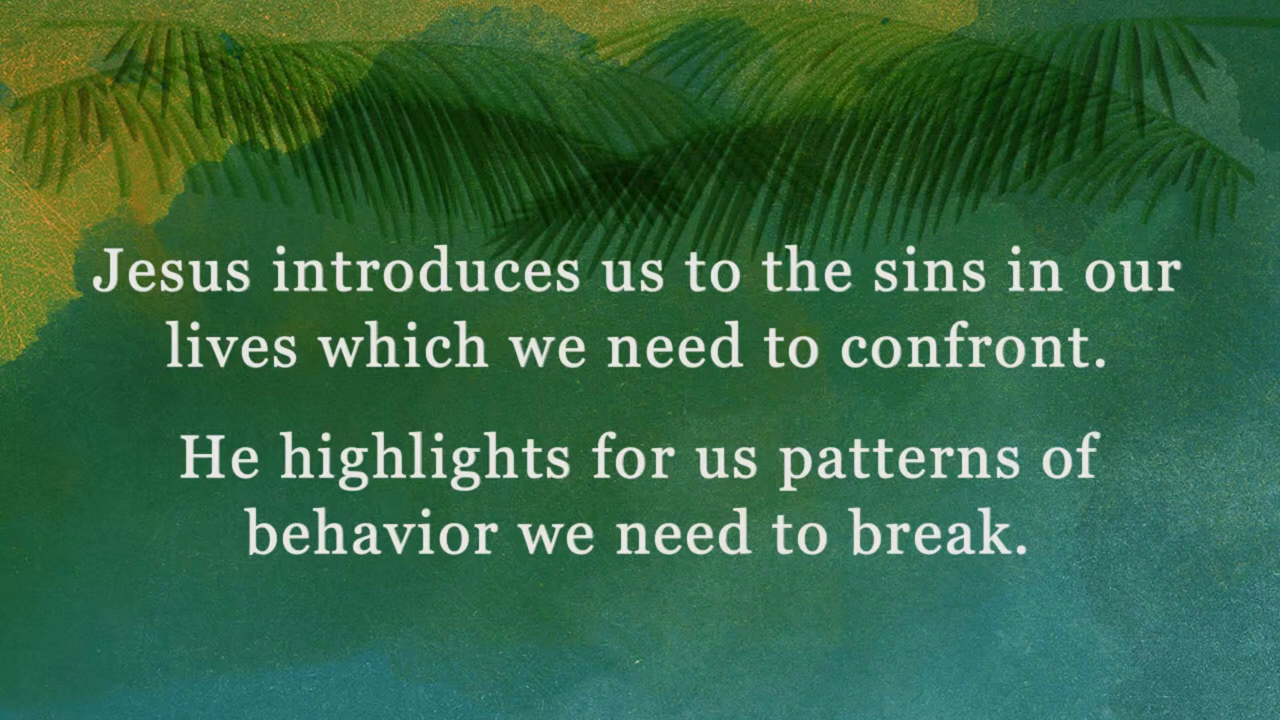 Jesus introduces us to the sins in our
lives which we need to confront.
He highlights for us patterns of
behavior we need to break.